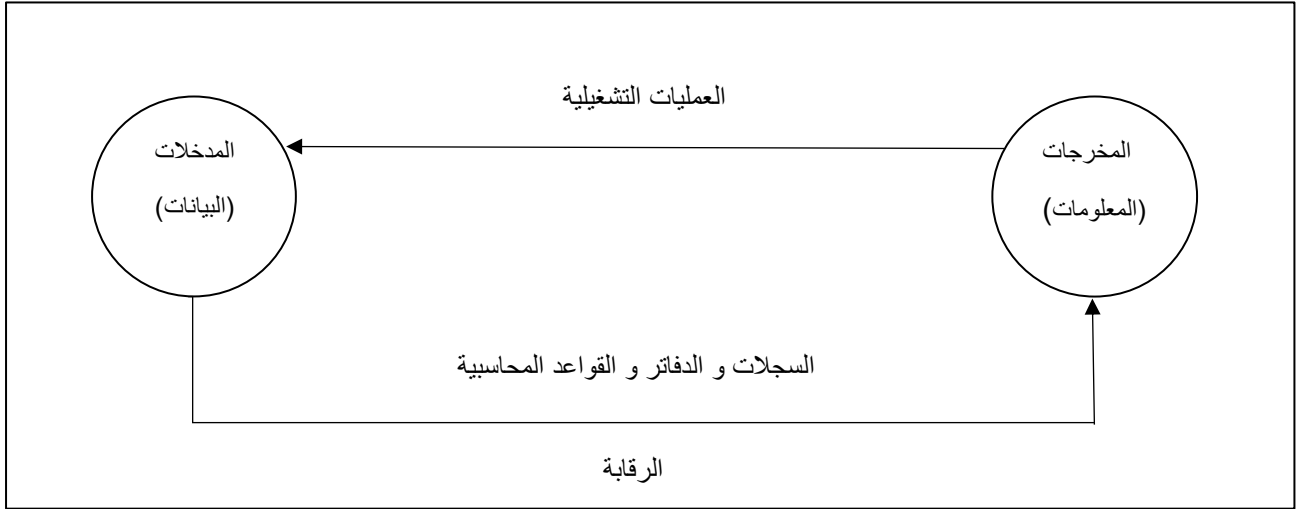 العمليات التشغيلية
المخرجات
(المعلومات)
المدخلات
(البيانات)
السجلات و الدفاتر و القواعد المحاسبية
الرقابة